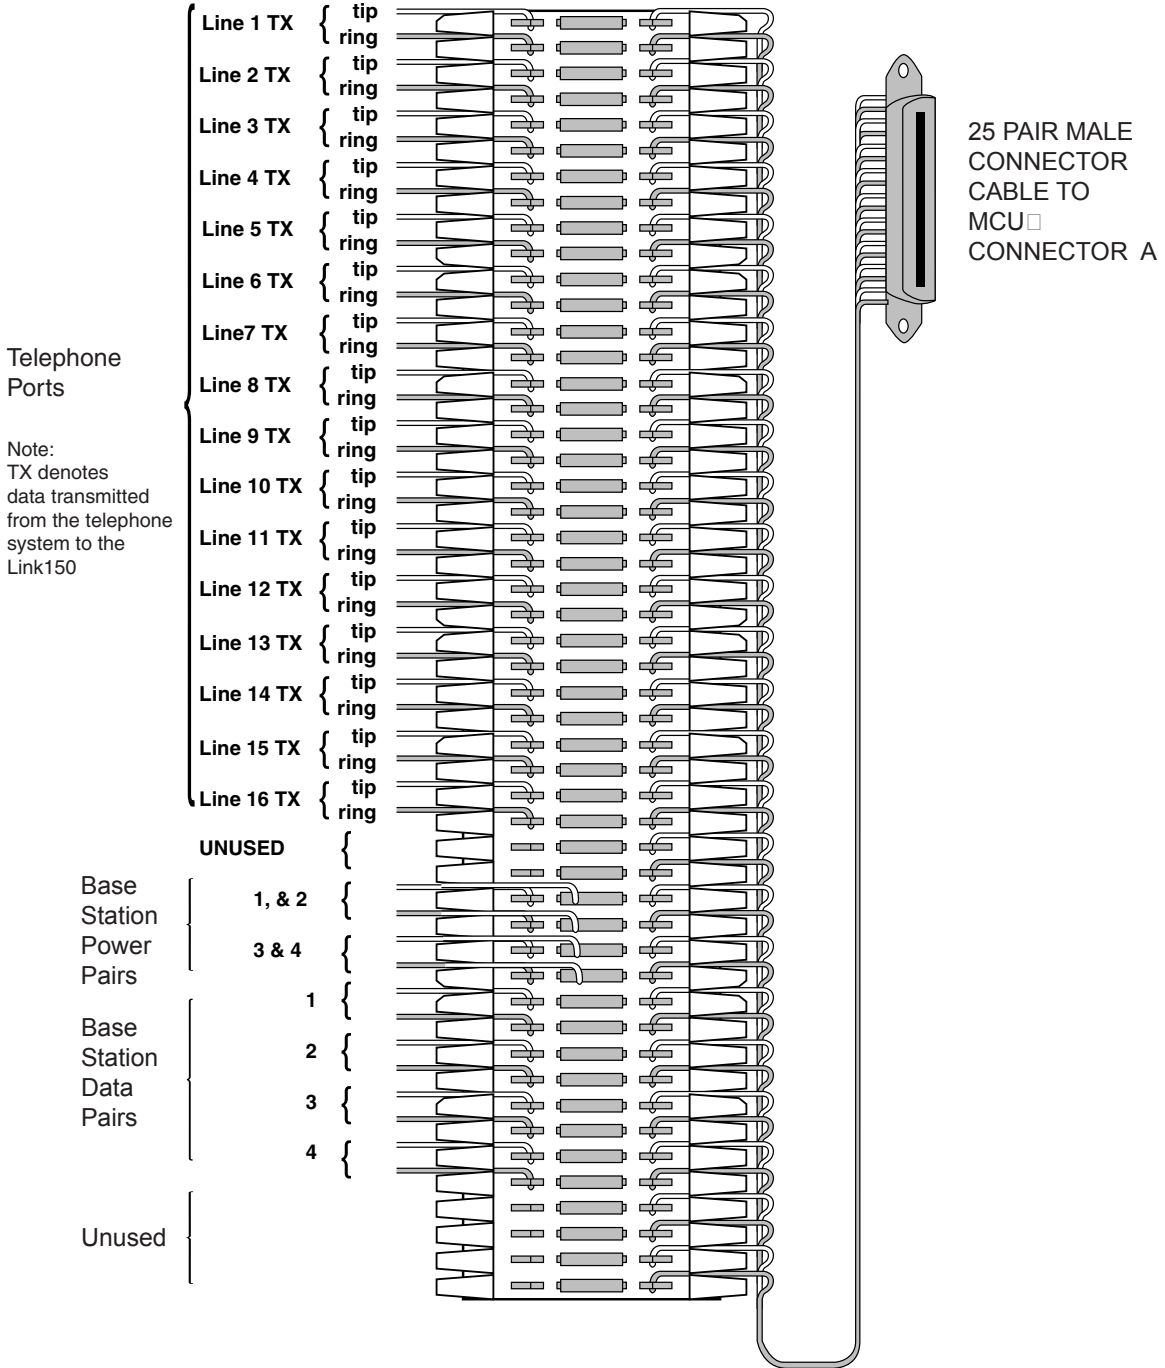 Line 1 TX { tip
ring
Line 2 TX { tip
ring
Line 3 TX { tip
ring
Line 4 TX { tip
ring
Line 5 TX { tip
ring
Line 6 TX { tip
ring
Line7 TX { tip
ring
Line 8 TX { tip
ring
Line 9 TX { tip
ring
Line 10 TX { tip
ring
Line 11 TX { tip
ring
Line 12 TX { tip
ring
Line 13 TX { tip
ring
Line 14 TX { tip
ring
Line 15 TX { tip
ring
Line 16 TX { tip
ring
Telephone
Ports
Note:
TX denotes
data transmitted
from the telephone
system to the
Link150
UNUSED {
Base
Station
Power
Pairs
1, & 2 {
3 & 4 {
Base
Station
Data
Pairs
1 {
2 {
3 {
4 {
Unused
25 PAIR MALE
CONNECTOR
CABLE TO
MCU□
CONNECTOR A